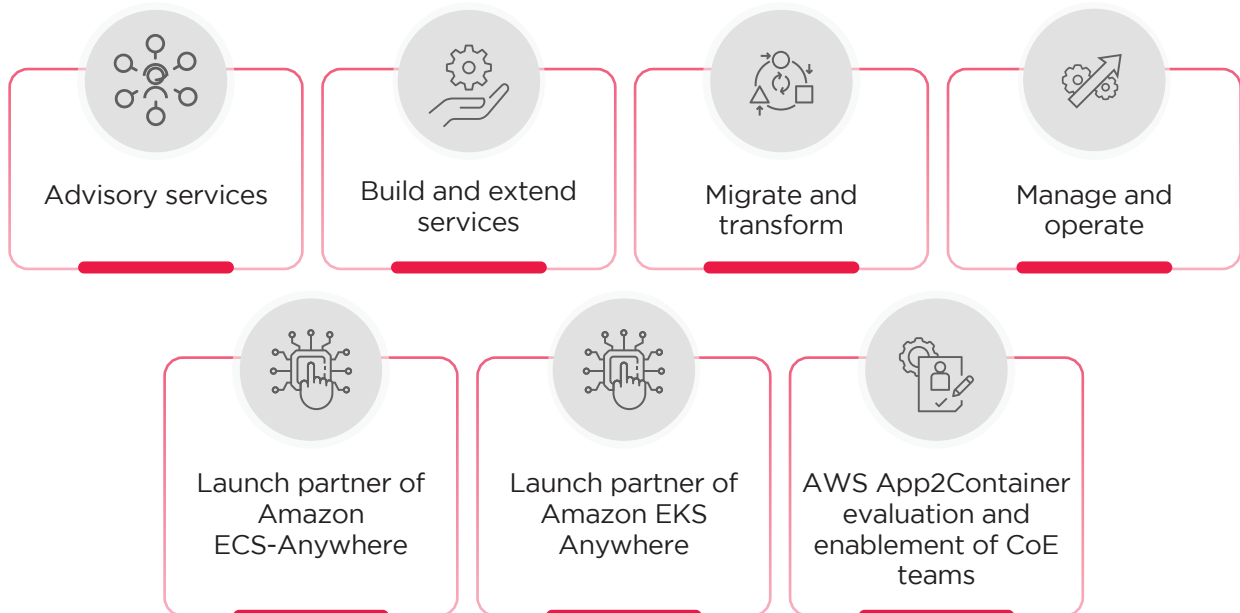 Advisory services
Build and extend
services
Migrate and
transform
Manage and
operate
Launch partner of
Amazon
ECS-Anywhere
Launch partner of
Amazon EKS
Anywhere
AWS App2Container
evaluation and
enablement of CoE
teams